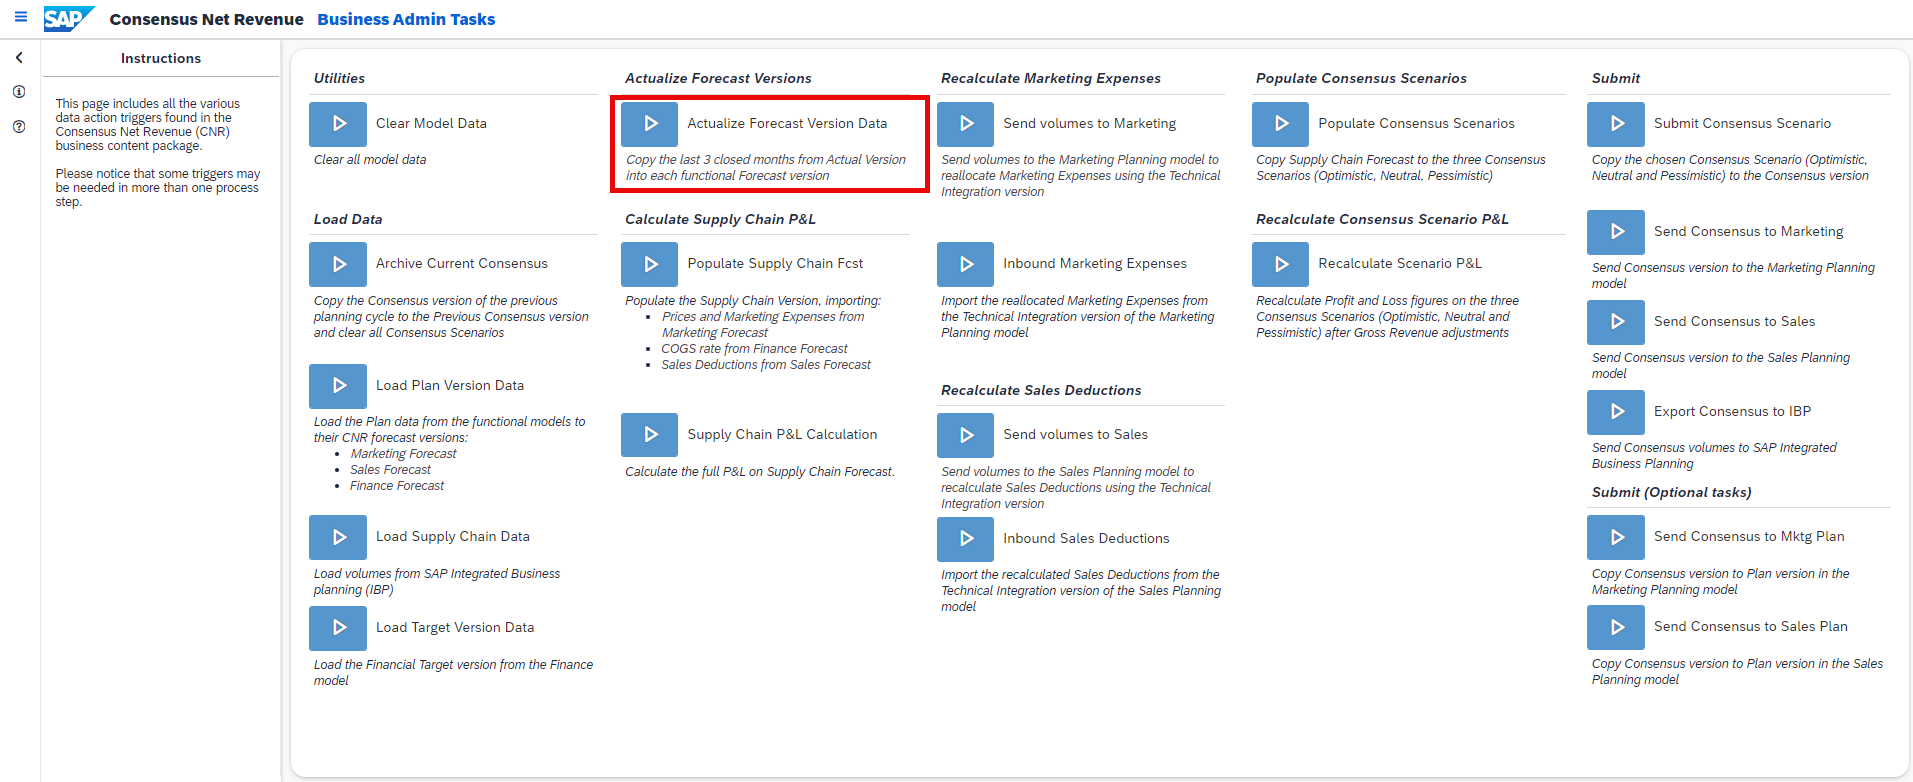 SAP Consensus Net Revenue Business Admin Tasks
Instructions
This page includes all the various
data action triggers found in the
Consensus Net Revenue (CNR)
business content package.
Please notice that some triggers may
be needed in more than one process
step.
Utilities
Clear Model Data
Clear all model data
Load Data
Archive Current Consensus
Copy the Consensus version of the previous
planning cycle to the Previous Consensus version
and clear all Consensus Scenarios
Load Plan Version Data
Load the Plan data from the functional models to
their CNR forecast versions:
• Marketing Forecast
• Sales Forecast
• Finance Forecast
Load Supply Chain Data
Load volumes from SAP Integrated Business
planning (IBP)
Load Target Version Data
Load the Financial Target version from the Finance
model
Actualize Forecast Versions
Actualize Forecast Version Data
Copy the last 3 closed months from Actual Version
into each functional Forecast version
Calculate Supply Chain P&L
Populate Supply Chain Fcst
Populate the Supply Chain Version, importing:
• Prices and Marketing Expenses from
Marketing Forecast
• COGS rate from Finance Forecast
• Sales Deductions from Sales Forecast
Supply Chain P&L Calculation
Calculate the full P&L on Supply Chain Forecast.
Recalculate Marketing Expenses
Send volumes to Marketing
Send volumes to the Marketing Planning model to
reallocate Marketing Expenses using the Technical
Integration version
Inbound Marketing Expenses
Import the reallocated Marketing Expenses from
the Technical Integration version of the Marketing
Planning model
Recalculate Sales Deductions
Send volumes to Sales
Send volumes to the Sales Planning model to
recalculate Sales Deductions using the Technical
Integration version
Inbound Sales Deductions
Import the recalculated Sales Deductions from the
Technical Integration version of the Sales Planning
model
Populate Consensus Scenarios
Populate Consensus Scenarios
Copy Supply Chain Forecast to the three Consensus
Scenarios (Optimistic, Neutral, Pessimistic)
Recalculate Consensus Scenario P&L
Recalculate Scenario P&L
Recalculate Profit and Loss figures on the three
Consensus Scenarios (Optimistic, Neutral and
Pessimistic) after Gross Revenue adjustments
Submit
Submit Consensus Scenario
Copy the chosen Consensus Scenario (Optimistic,
Neutral and Pessimistic) to the Consensus version
Send Consensus to Marketing
Send Consensus version to the Marketing Planning
model
Send Consensus to Sales
Send Consensus version to the Sales Planning
model
Export Consensus to IBP
Send Consensus volumes to SAP Integrated
Business Planning
Submit (Optional tasks)
Send Consensus to Mktg Plan
Copy Consensus version to Plan version in the
Marketing Planning model
Send Consensus to Sales Plan
Copy Consensus version to Plan version in the Sales
Planning model